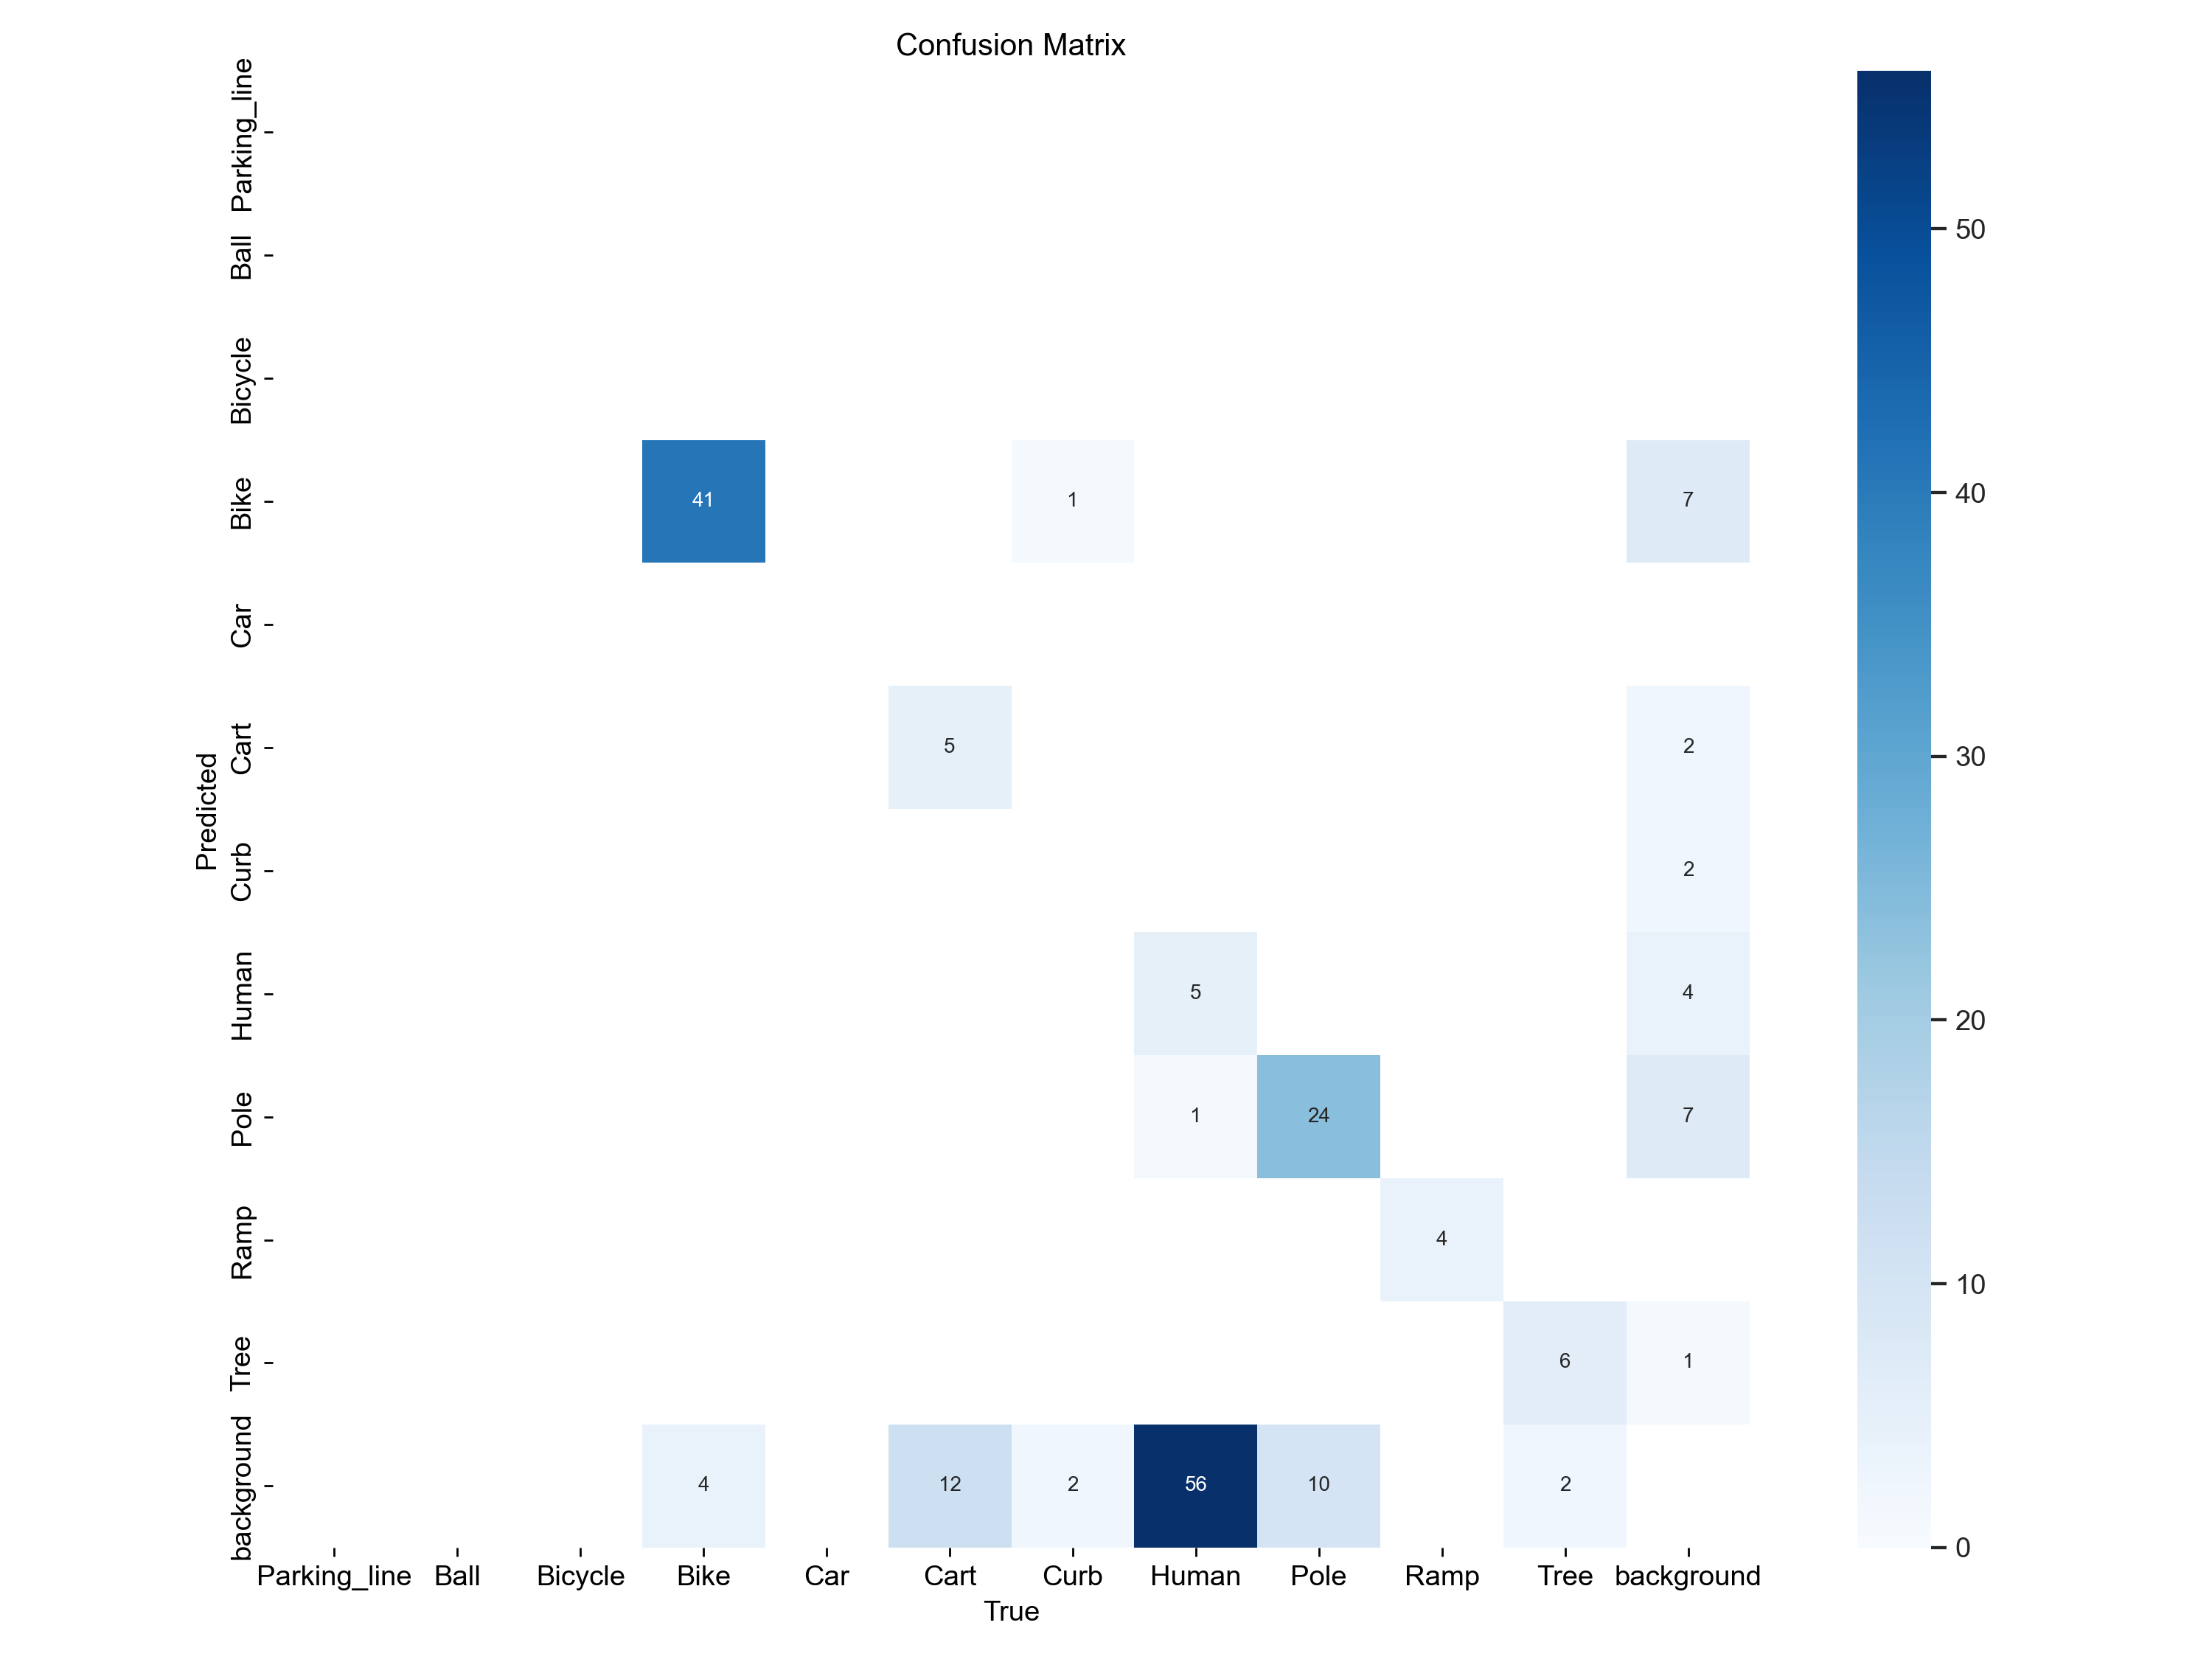 Confusion Matrix
Parking_line
Ball
Bicycle
Bike
Car
Cart
Curb
Human
Pole
Ramp
Tree
background
Predicted
41 1 7
5 2
2
5 4
1 24 7
4
6 1
4 12 2 56 10 2
Parking_line Ball Bicycle Bike Car Cart Curb Human Pole Ramp Tree background
True
50
40
30
20
10
0